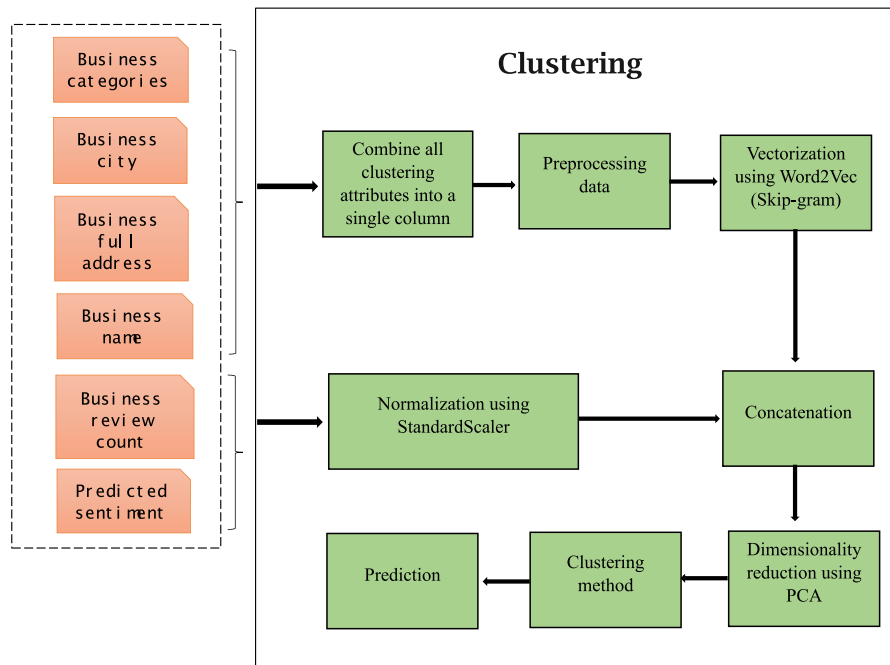 Business
categories
Business
city
Business
full
address
Business
name
Business
review
count
Predicted
sentiment
Clustering
Combine all
clustering
attributes into a
single column
Preprocessing
data
Vectorization
using Word2Vec
(Skip-gram)
Normalization using
StandardScaler
Concatenation
Prediction
Clustering
method
Dimensionality
reduction using
PCA